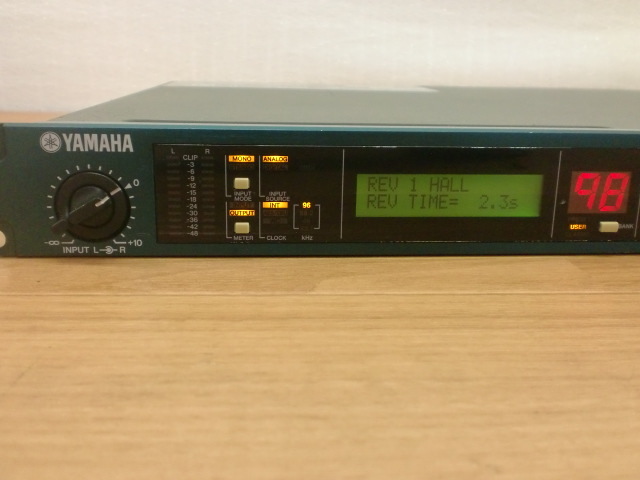 YAMAHA
0
-∞
+10
INPUT L R
L R
CLIP
-3
-6
-9
-12
-15
-18
-24
-30
-36
-42
-48
MONO
INPUT
MODE
OUTPUT
METER
ANALOG
INPUT
SOURCE
INT
CLOCK
96
kHz
REV 1 HALL
REV TIME= 2.3s
98
USER
BANK